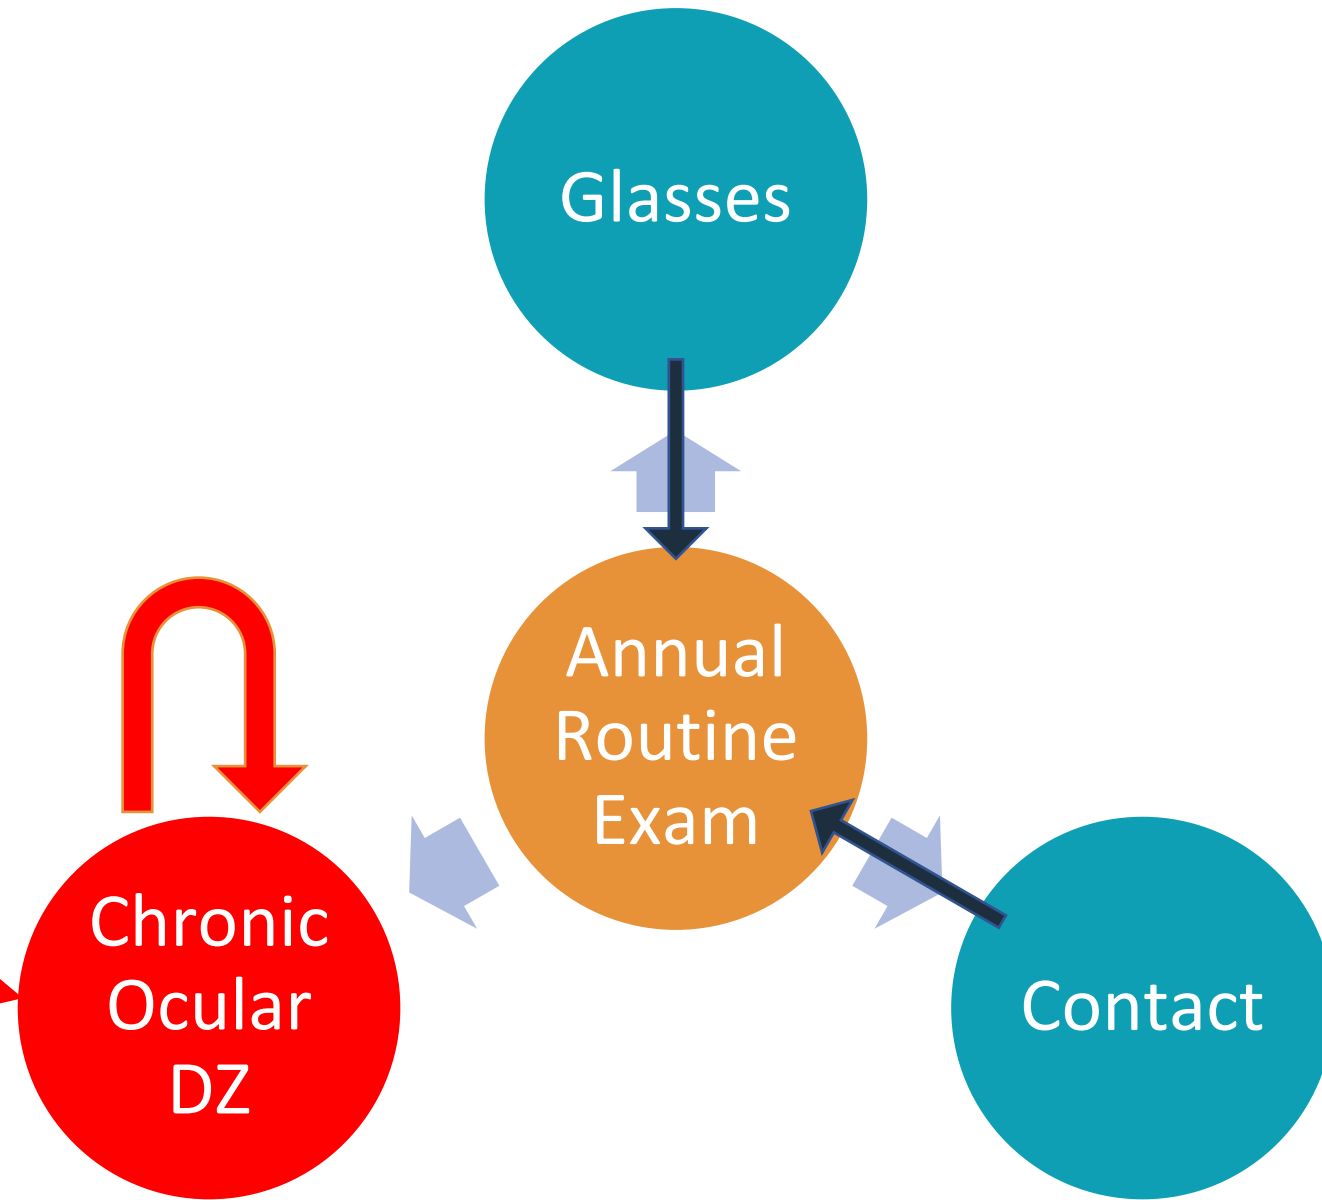 Glasses
Annual
Routine
Exam
Chronic
Ocular
DZ
Contact